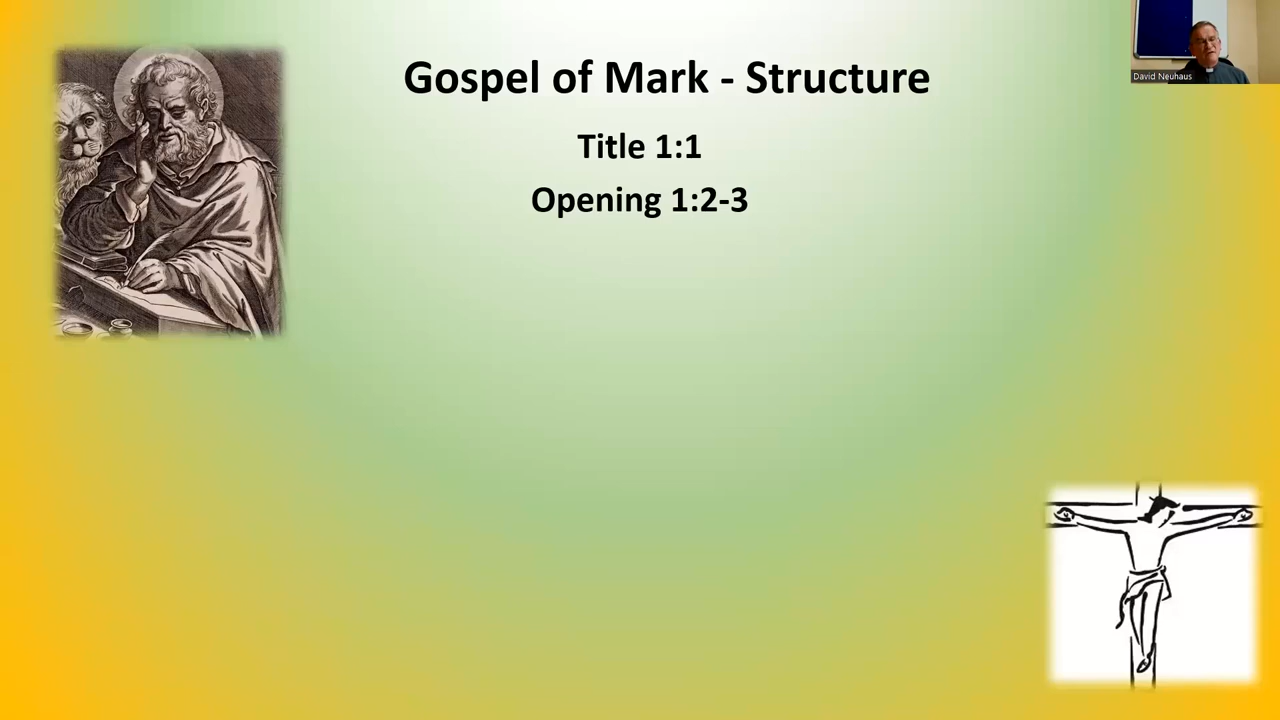 Gospel of Mark - Structure
Title 1:1
Opening 1:2-3
David Neuhaus